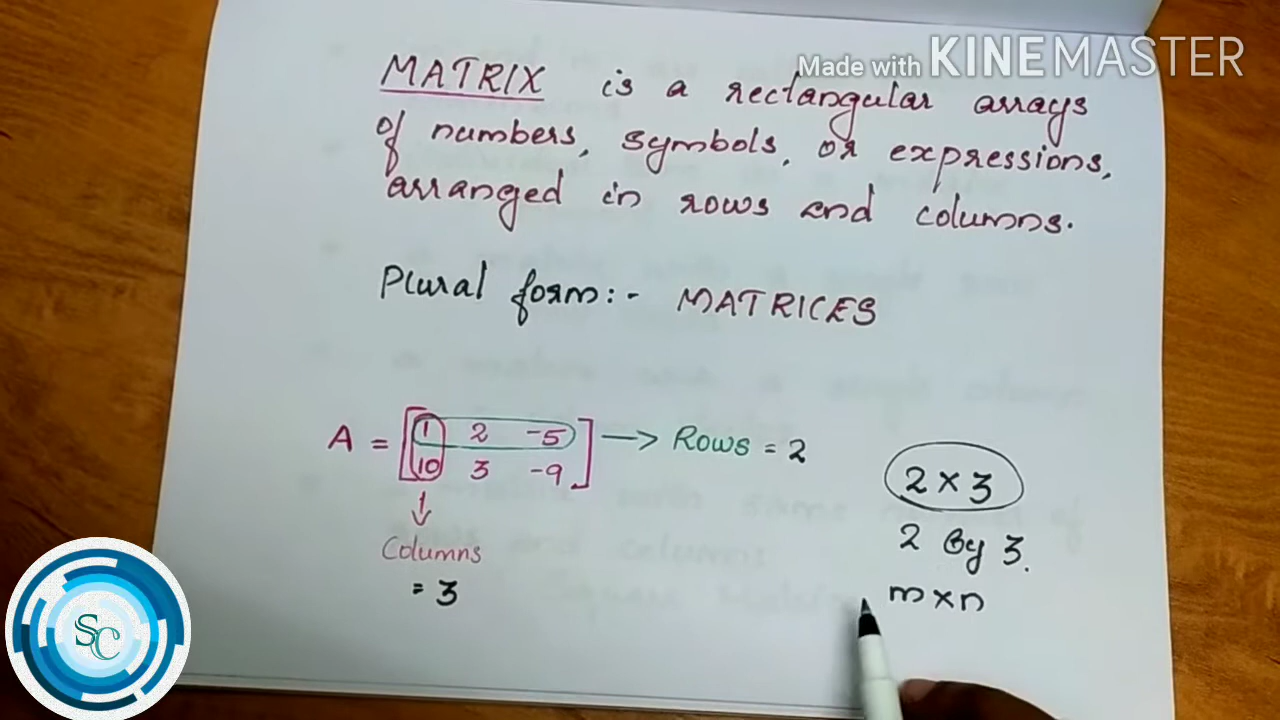 Made with KINEMASTER
MATRIX is a rectangular arrays
of numbers, symbols, or expressions,
arranged in rows and columns.
Plural form:- MATRICES
A = [1 2 -5] → Rows = 2
10 3 -9
Columns
= 3
2 × 3
2 By 3.
m × n
SC